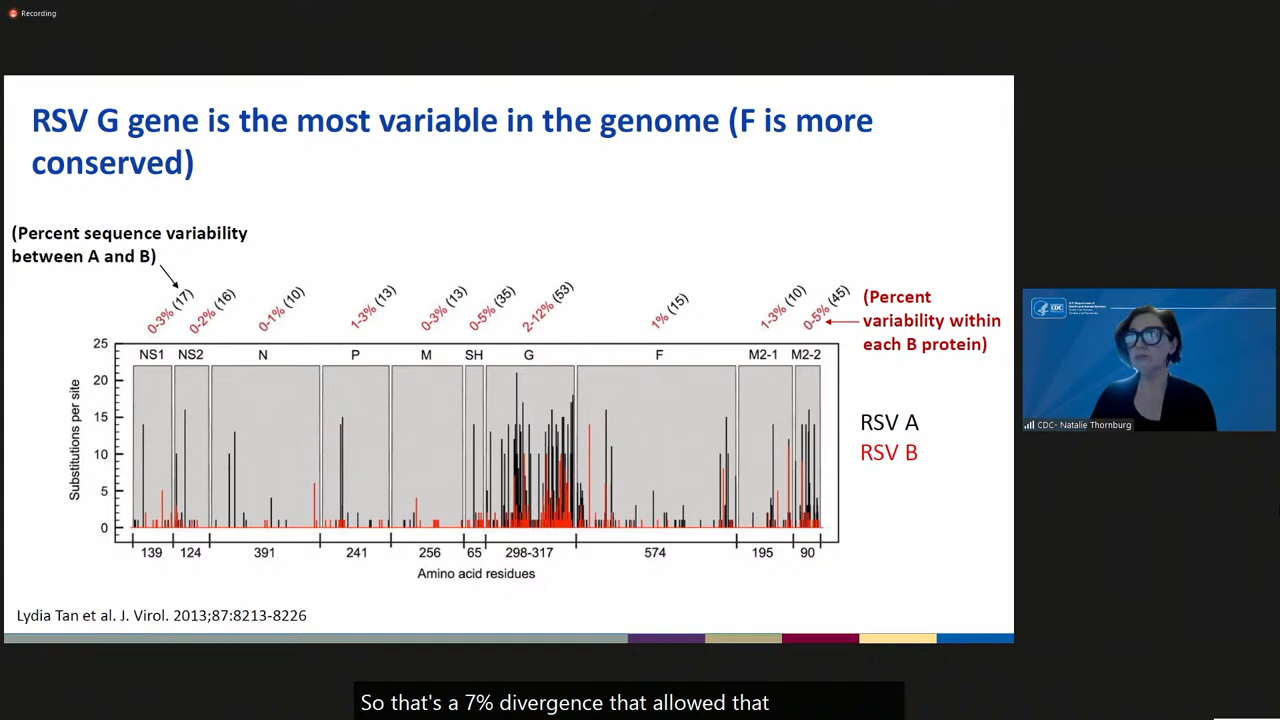 Recording
RSV G gene is the most variable in the genome (F is more
conserved)
(Percent sequence variability
between A and B)
0-3% (17)
0-2% (16)
0-1% (10)
1-3% (13)
0-3% (13)
0-5% (35)
2-12% (53)
1% (15)
1-3% (10)
0-5% (45)
(Percent
variability within
each B protein)
25
20
15
10
5
0
Substitutions per site
NS1 NS2 N P M SH G F M2-1 M2-2
139 124 391 241 256 65 298-317 574 195 90
Amino acid residues
RSV A
RSV B
Lydia Tan et al. J. Virol. 2013;87:8213-8226
CDC
CDC- Natalie Thornburg
So that's a 7% divergence that allowed that